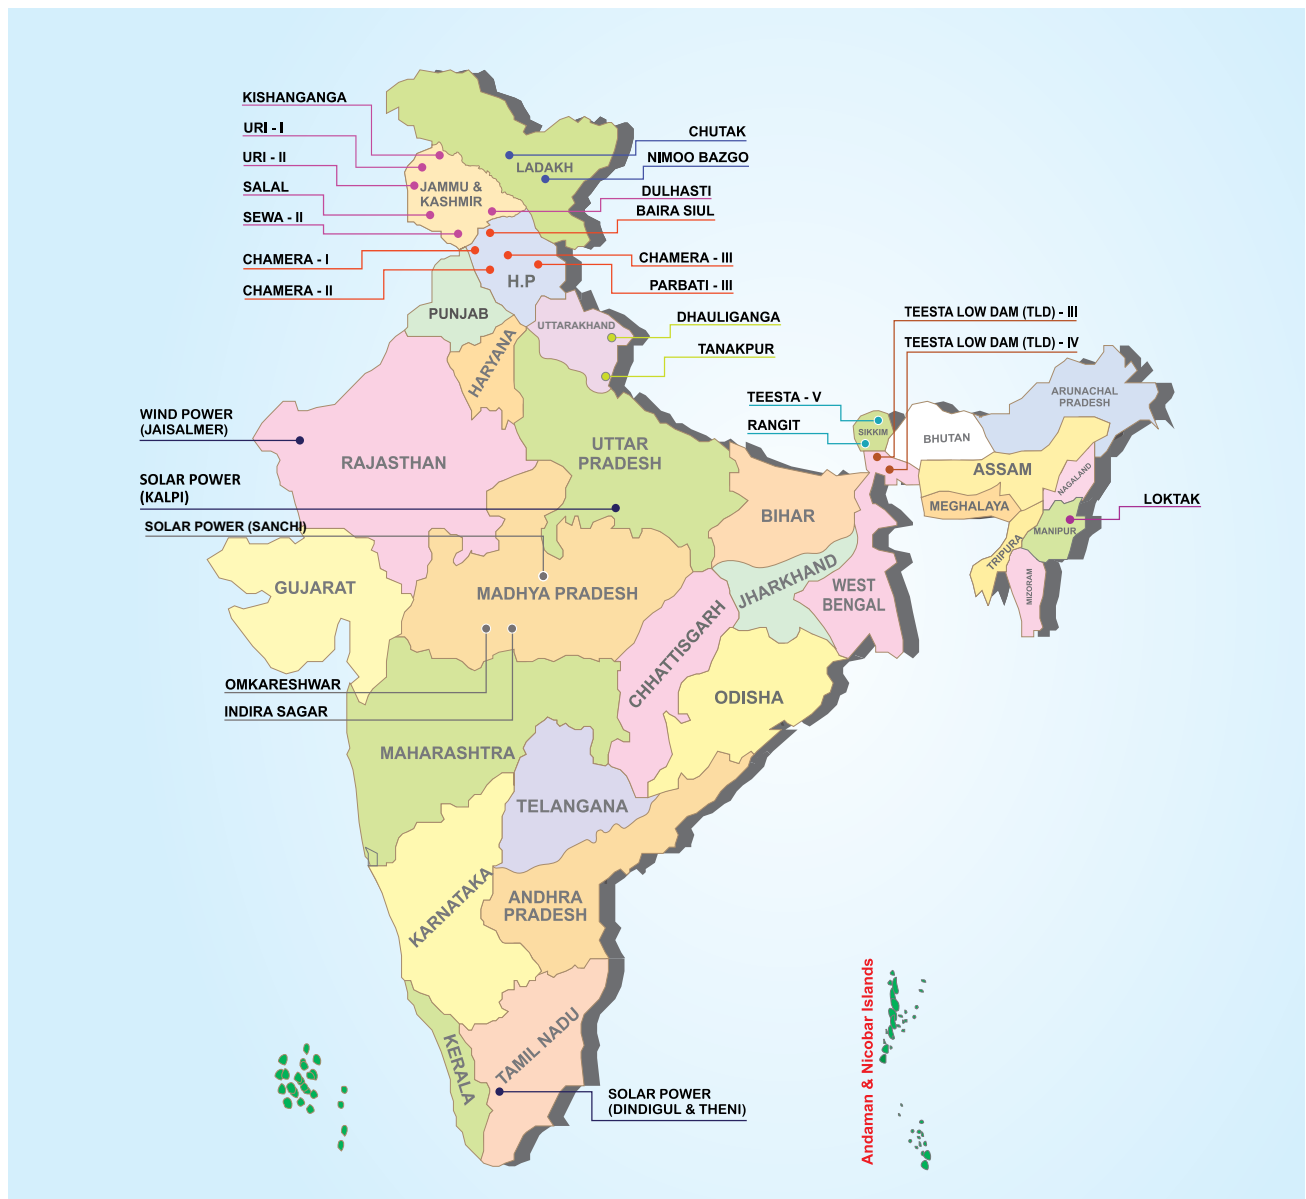 KISHANGANGA
URI - I
URI - II
SALAL
SEWA - II
CHAMERA - I
CHAMERA - II
CHUTAK
NIMOO BAZGO
DULHASTI
BAIRA SIUL
CHAMERA - III
PARBATI - III
LADAKH
JAMMU &
KASHMIR
H.P
PUNJAB
UTTARAKHAND
HARYANA
DHAULIGANGA
TANAKPUR
TEESTA LOW DAM (TLD) - III
TEESTA LOW DAM (TLD) - IV
TEESTA - V
RANGIT
SIKKIM
BHUTAN
ARUNACHAL
PRADESH
ASSAM
NAGALAND
MEGHALAYA
MANIPUR
LOKTAK
TRIPURA
MIZORAM
WIND POWER
(JAISALMER)
RAJASTHAN
UTTAR
PRADESH
SOLAR POWER
(KALPI)
SOLAR POWER (SANCHI)
BIHAR
GUJARAT
MADHYA PRADESH
JHARKHAND
WEST
BENGAL
CHHATTISGARH
OMKARESHWAR
INDIRA SAGAR
ODISHA
MAHARASHTRA
TELANGANA
KARNATAKA
ANDHRA
PRADESH
TAMIL NADU
KERALA
SOLAR POWER
(DINDIGUL & THENI)
Andaman & Nicobar Islands